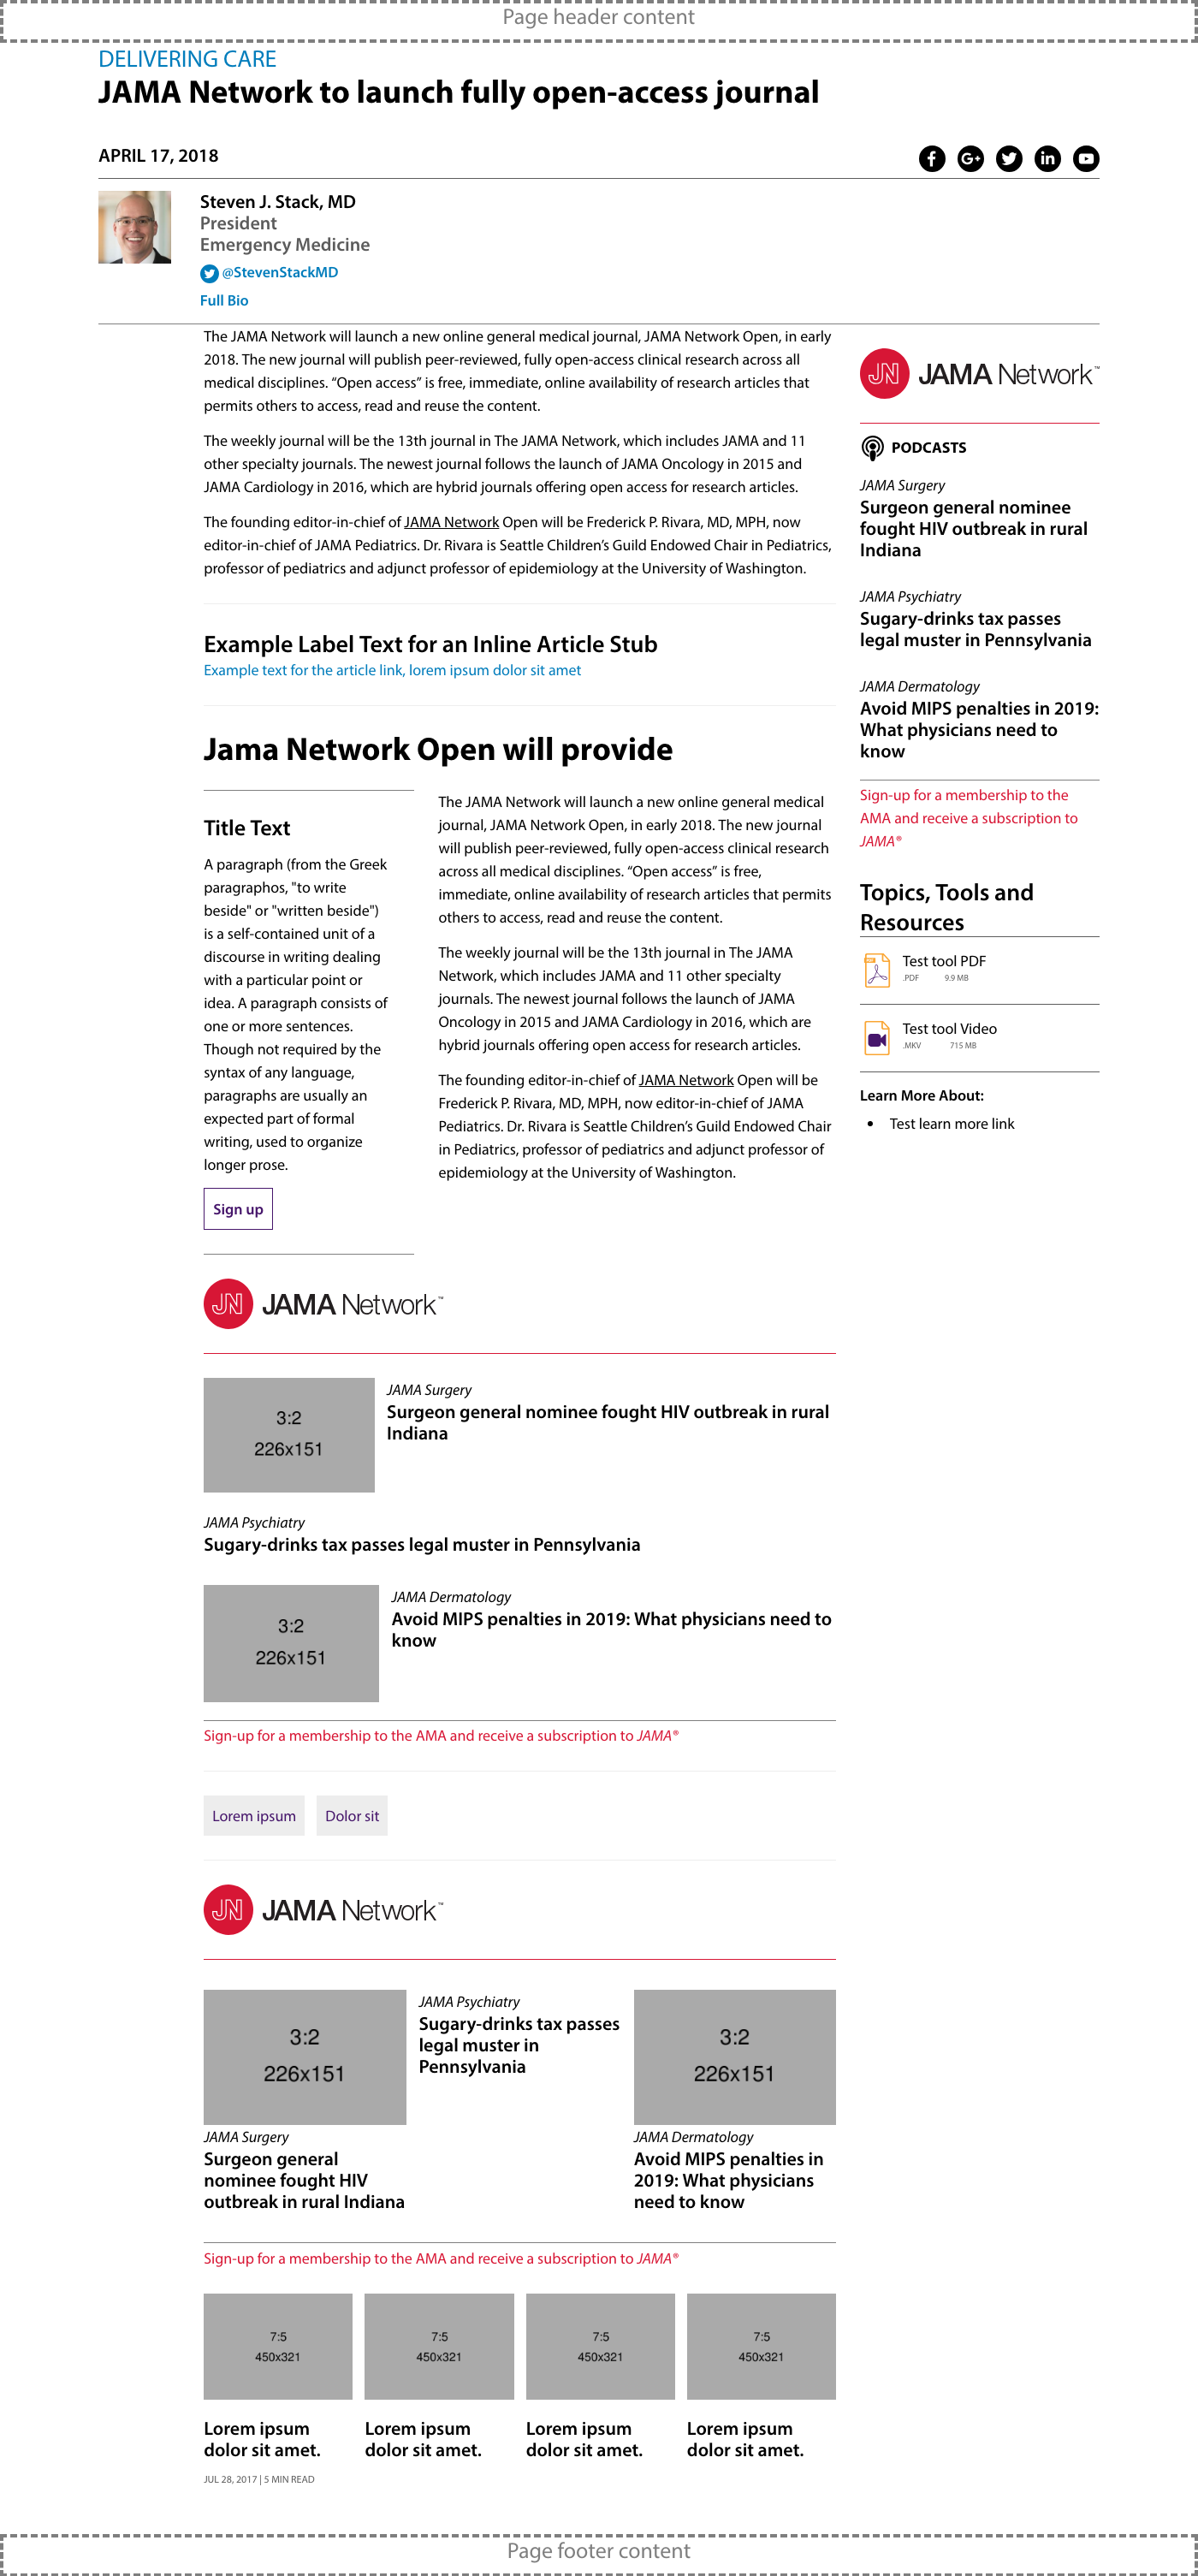 Page header content
DELIVERING CARE
JAMA Network to launch fully open-access journal
APRIL 17, 2018
Steven J. Stack, MD
President
Emergency Medicine
@StevenStackMD
Full Bio
The JAMA Network will launch a new online general medical journal, JAMA Network Open, in early
2018. The new journal will publish peer-reviewed, fully open-access clinical research across all
medical disciplines. “Open access” is free, immediate, online availability of research articles that
permits others to access, read and reuse the content.
The weekly journal will be the 13th journal in The JAMA Network, which includes JAMA and 11
other specialty journals. The newest journal follows the launch of JAMA Oncology in 2015 and
JAMA Cardiology in 2016, which are hybrid journals offering open access for research articles.
The founding editor-in-chief of JAMA Network Open will be Frederick P. Rivara, MD, MPH, now
editor-in-chief of JAMA Pediatrics. Dr. Rivara is Seattle Children’s Guild Endowed Chair in Pediatrics,
professor of pediatrics and adjunct professor of epidemiology at the University of Washington.
Example Label Text for an Inline Article Stub
Example text for the article link, lorem ipsum dolor sit amet
Jama Network Open will provide
Title Text
A paragraph (from the Greek
paragraphos, "to write
beside" or "written beside")
is a self-contained unit of a
discourse in writing dealing
with a particular point or
idea. A paragraph consists of
one or more sentences.
Though not required by the
syntax of any language,
paragraphs are usually an
expected part of formal
writing, used to organize
longer prose.
Sign up
The JAMA Network will launch a new online general medical
journal, JAMA Network Open, in early 2018. The new journal
will publish peer-reviewed, fully open-access clinical research
across all medical disciplines. “Open access” is free,
immediate, online availability of research articles that permits
others to access, read and reuse the content.
The weekly journal will be the 13th journal in The JAMA
Network, which includes JAMA and 11 other specialty
journals. The newest journal follows the launch of JAMA
Oncology in 2015 and JAMA Cardiology in 2016, which are
hybrid journals offering open access for research articles.
The founding editor-in-chief of JAMA Network Open will be
Frederick P. Rivara, MD, MPH, now editor-in-chief of JAMA
Pediatrics. Dr. Rivara is Seattle Children’s Guild Endowed Chair
in Pediatrics, professor of pediatrics and adjunct professor of
epidemiology at the University of Washington.
JN JAMA Network™
JAMA Surgery
3:2
226x151
Surgeon general nominee fought HIV outbreak in rural
Indiana
JAMA Psychiatry
Sugary-drinks tax passes legal muster in Pennsylvania
JAMA Dermatology
3:2
226x151
Avoid MIPS penalties in 2019: What physicians need to
know
Sign-up for a membership to the AMA and receive a subscription to JAMA®
Lorem ipsum
Dolor sit
JN JAMA Network™
3:2
226x151
JAMA Surgery
Surgeon general
nominee fought HIV
outbreak in rural Indiana
JAMA Psychiatry
Sugary-drinks tax passes
legal muster in
Pennsylvania
3:2
226x151
JAMA Dermatology
Avoid MIPS penalties in
2019: What physicians
need to know
Sign-up for a membership to the AMA and receive a subscription to JAMA®
7:5
450x321
Lorem ipsum
dolor sit amet.
JUL 28, 2017 | 5 MIN READ
7:5
450x321
Lorem ipsum
dolor sit amet.
7:5
450x321
Lorem ipsum
dolor sit amet.
7:5
450x321
Lorem ipsum
dolor sit amet.
JN JAMA Network™
PODCASTS
JAMA Surgery
Surgeon general nominee
fought HIV outbreak in rural
Indiana
JAMA Psychiatry
Sugary-drinks tax passes
legal muster in Pennsylvania
JAMA Dermatology
Avoid MIPS penalties in 2019:
What physicians need to
know
Sign-up for a membership to the
AMA and receive a subscription to
JAMA®
Topics, Tools and
Resources
Test tool PDF
.PDF 9.9 MB
Test tool Video
.MKV 715 MB
Learn More About:
• Test learn more link
Page footer content